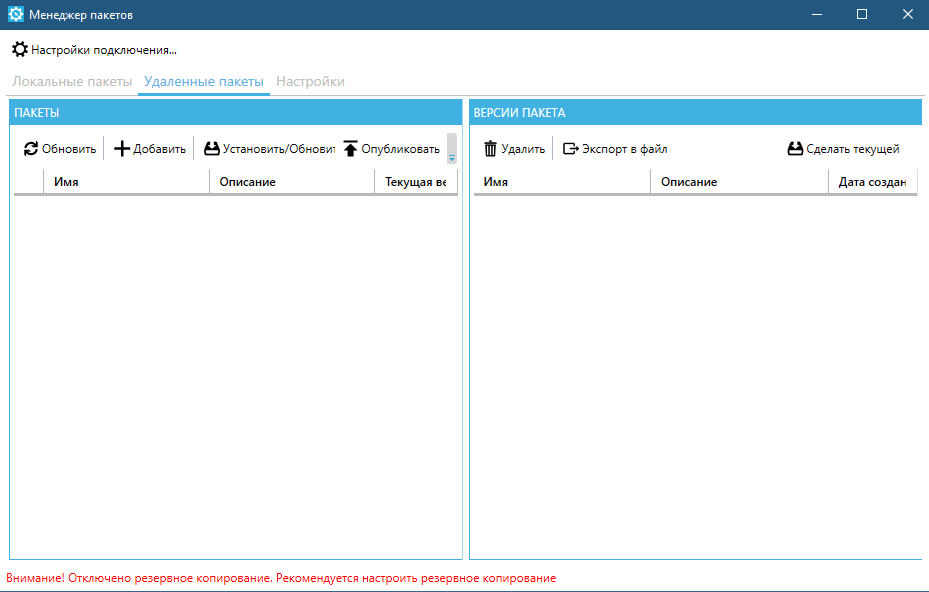 Менеджер пакетов
Настройки подключения...
Локальные пакеты Удаленные пакеты Настройки
ПАКЕТЫ
Обновить Добавить Установить/Обновит Опубликовать
Имя Описание Текущая ве
ВЕРСИИ ПАКЕТА
Удалить Экспорт в файл Сделать текущей
Имя Описание Дата создан
Внимание! Отключено резервное копирование. Рекомендуется настроить резервное копирование